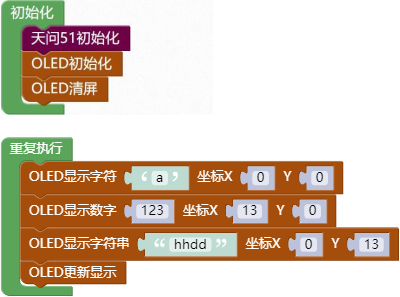 初始化
天问51初始化
OLED初始化
OLED清屏
重复执行
OLED显示字符 “ a ” 坐标X 0 Y 0
OLED显示数字 123 坐标X 13 Y 0
OLED显示字符串 “ hhdd ” 坐标X 0 Y 13
OLED更新显示